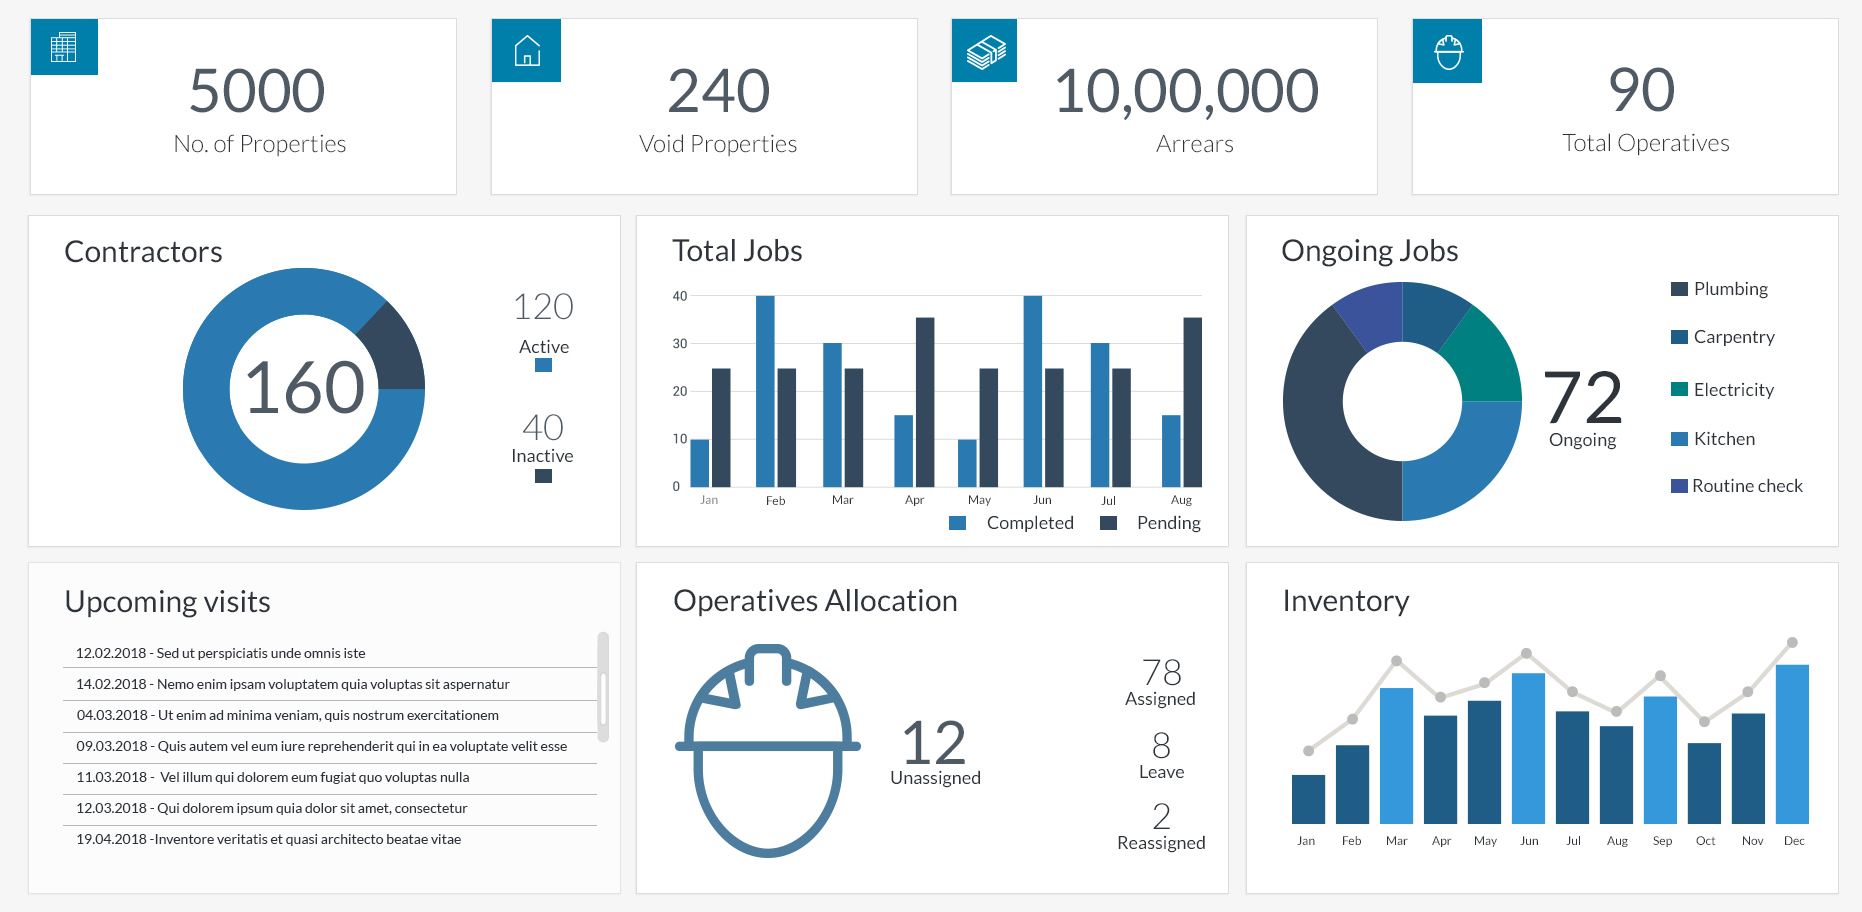 5000
No. of Properties
240
Void Properties
10,00,000
Arrears
90
Total Operatives
Contractors
160
120
Active
40
Inactive
Total Jobs
40
30
20
10
0
Jan Feb Mar Apr May Jun Jul Aug
Completed Pending
Ongoing Jobs
72
Ongoing
Plumbing
Carpentry
Electricity
Kitchen
Routine check
Upcoming visits
12.02.2018 - Sed ut perspiciatis unde omnis iste
14.02.2018 - Nemo enim ipsam voluptatem quia voluptas sit aspernatur
04.03.2018 - Ut enim ad minima veniam, quis nostrum exercitationem
09.03.2018 - Quis autem vel eum iure reprehenderit qui in ea voluptate velit esse
11.03.2018 - Vel illum qui dolorem eum fugiat quo voluptas nulla
12.03.2018 - Qui dolorem ipsum quia dolor sit amet, consectetur
19.04.2018 -Inventore veritatis et quasi architecto beatae vitae
Operatives Allocation
12
Unassigned
78
Assigned
8
Leave
2
Reassigned
Inventory
Jan Feb Mar Apr May Jun Jul Aug Sep Oct Nov Dec